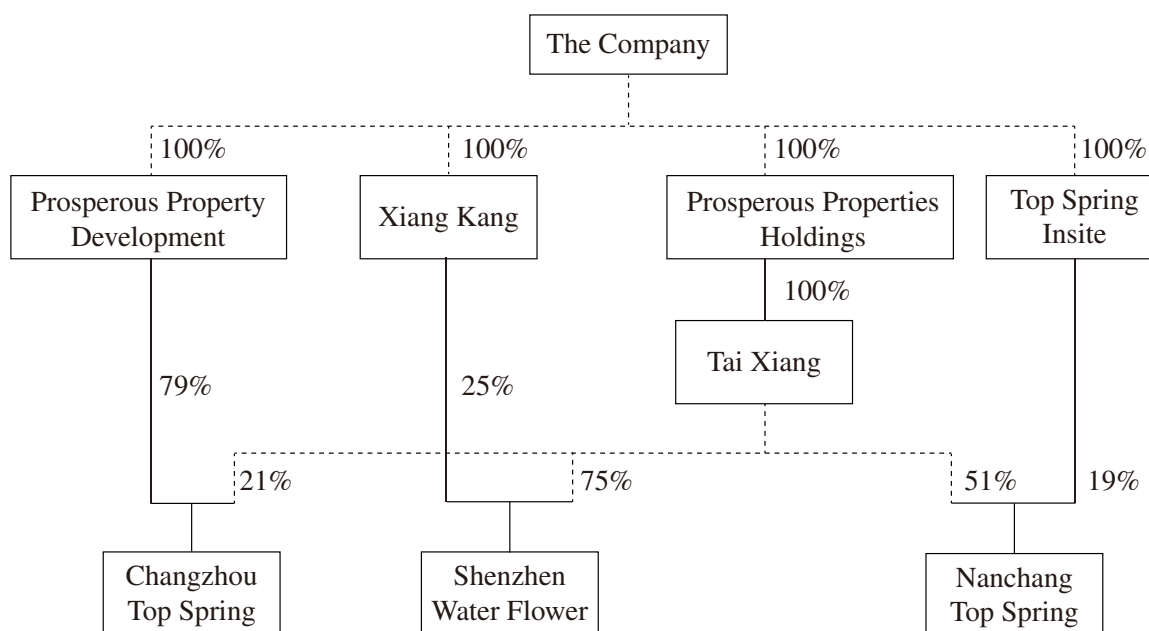 The Company
100%
100%
100%
100%
Prosperous Property
Development
Xiang Kang
Prosperous Properties
Holdings
Top Spring
Insite
100%
Tai Xiang
79%
25%
21%
75%
51%
19%
Changzhou
Top Spring
Shenzhen
Water Flower
Nanchang
Top Spring